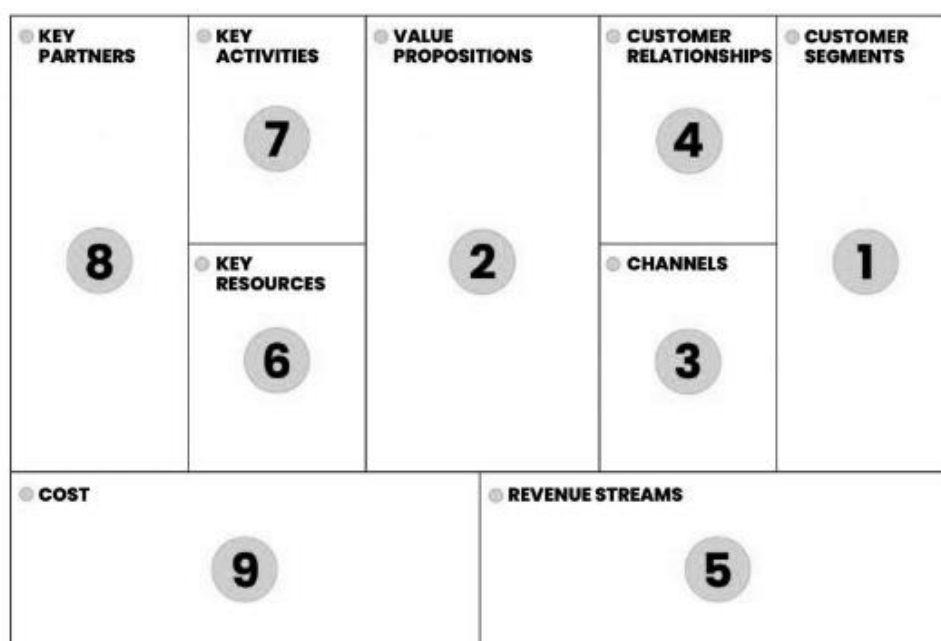 KEY
PARTNERS
8
KEY
ACTIVITIES
7
KEY
RESOURCES
6
VALUE
PROPOSITIONS
2
CUSTOMER
RELATIONSHIPS
4
CHANNELS
3
CUSTOMER
SEGMENTS
1
COST
9
REVENUE STREAMS
5